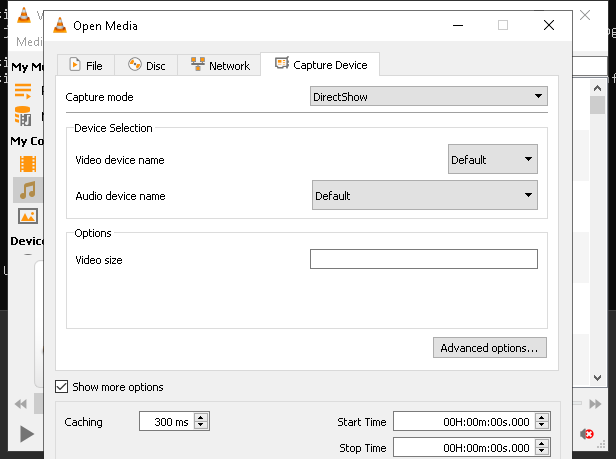 Open Media
Medi
File
Disc
Network
Capture Device
My M
Capture mode
DirectShow
Device Selection
Video device name
Default
My Co
Audio device name
Default
Options
Device
Video size
Advanced options...
Show more options
Caching
300 ms
Start Time
00H:00m:00s.000
Stop Time
00H:00m:00s.000